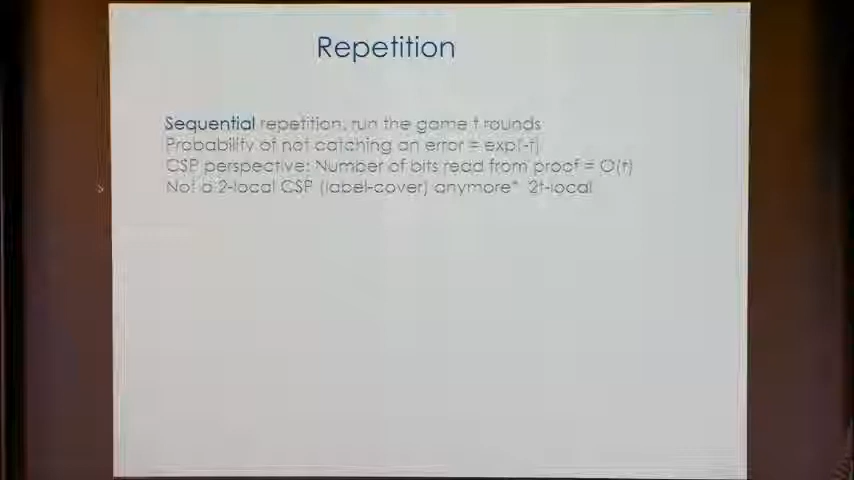 Repetition
Sequential repetition, run the game t rounds
Probability of not catching an error = exp(-t)
CSP perspective: Number of bits read from proof = O(t)
Not a 2-local CSP (label-cover) anymore* 2t-local